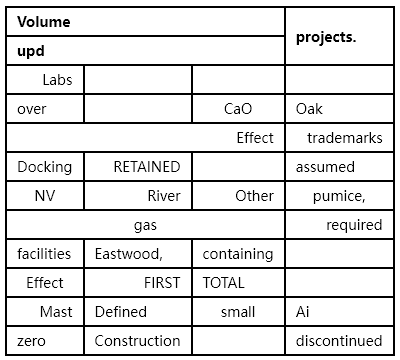 Volume projects.
upd
Labs
over CaO Oak
Effect trademarks
Docking RETAINED assumed
NV River Other pumice,
gas required
facilities Eastwood, containing
Effect FIRST TOTAL
Mast Defined small Ai
zero Construction discontinued